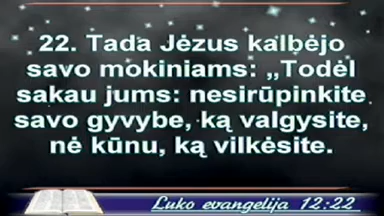 22. Tada Jėzus kalbėjo
savo mokiniams: ,,Todėl
sakau jums: nesirūpinkite
savo gyvybe, ką valgysite,
nė kūnu, ką vilkėsite.
Luko evangelija 12:22